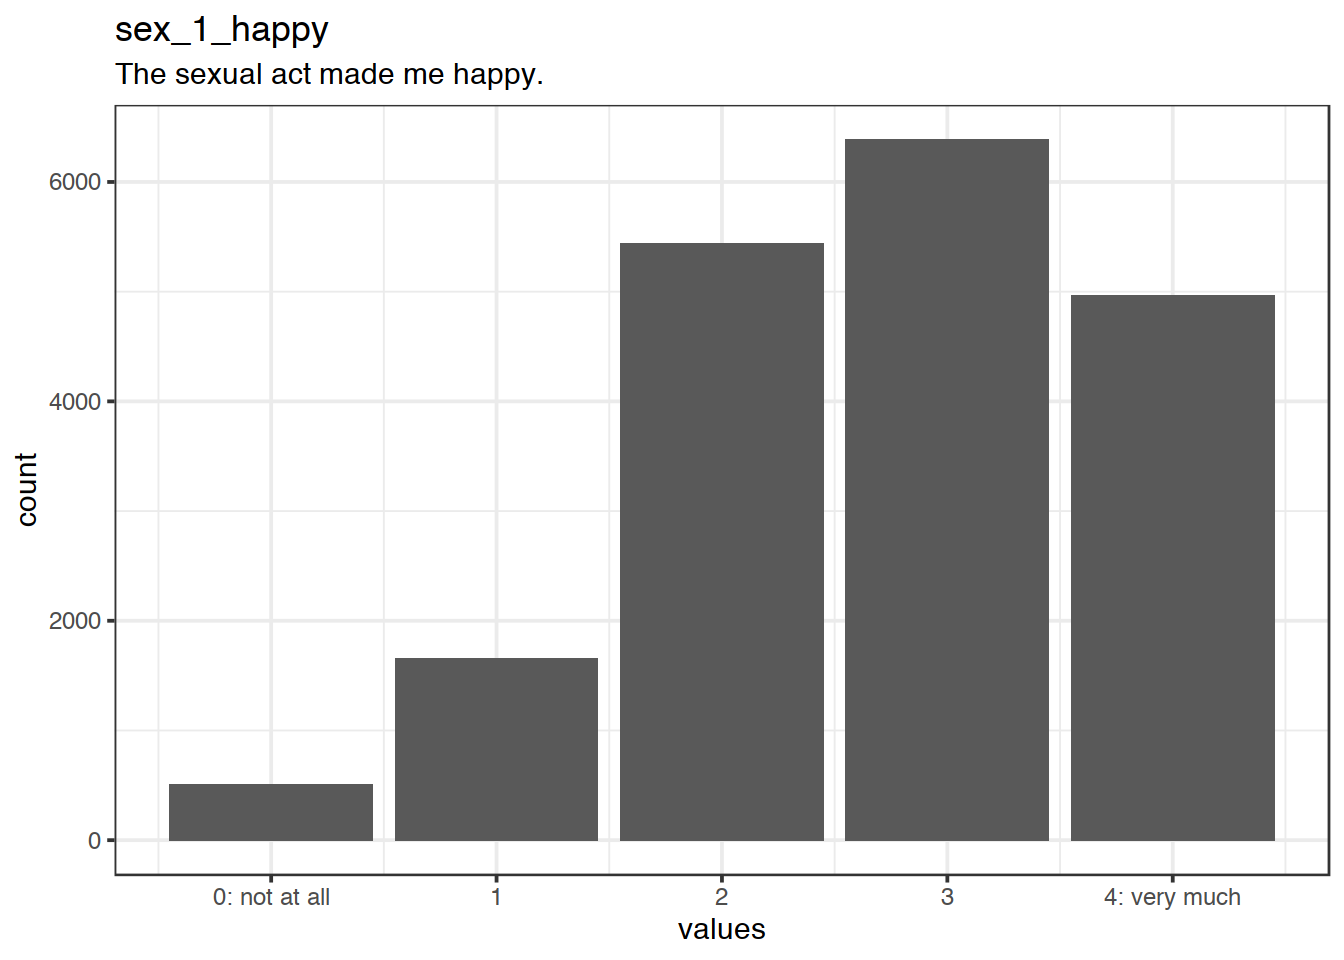 sex_1_happy
The sexual act made me happy.
6000
4000
2000
0
count
0: not at all
1
2
3
4: very much
values